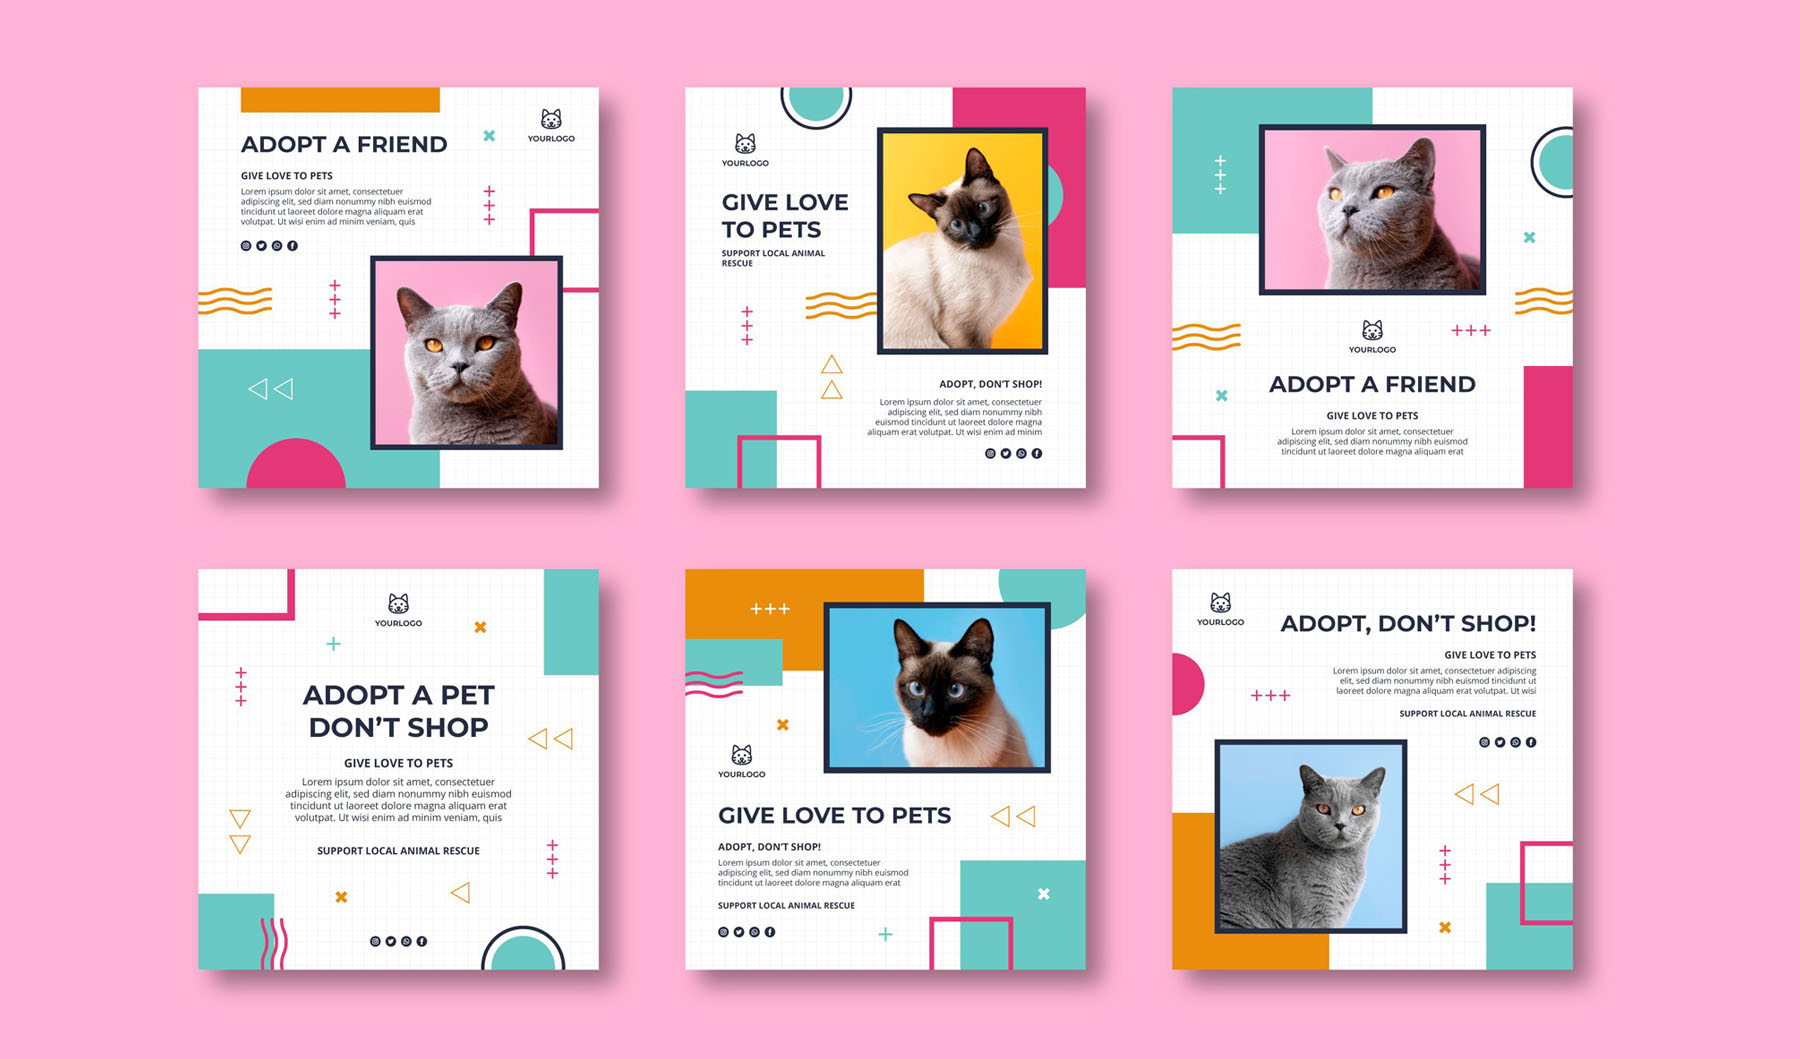 ADOPT A FRIEND
YOURLOGO
GIVE LOVE TO PETS
Lorem ipsum dolor sit amet, consectetuer
adipiscing elit, sed diam nonummy nibh euismod
tincidunt ut laoreet dolore magna aliquam erat
volutpat. Ut wisi enim ad minim veniam, quis
YOURLOGO
GIVE LOVE
TO PETS
SUPPORT LOCAL ANIMAL
RESCUE
ADOPT, DON'T SHOP!
Lorem ipsum dolor sit amet, consectetuer
adipiscing elit, sed diam nonummy nibh
euismod tincidunt ut laoreet dolore magna
aliquam erat volutpat. Ut wisi enim ad minim
YOURLOGO
ADOPT A FRIEND
GIVE LOVE TO PETS
Lorem ipsum dolor sit amet, consectetuer
adipiscing elit, sed diam nonummy nibh euismod
tincidunt ut laoreet dolore magna aliquam erat
YOURLOGO
ADOPT A PET
DON'T SHOP
GIVE LOVE TO PETS
Lorem ipsum dolor sit amet, consectetuer
adipiscing elit, sed diam nonummy nibh euismod
tincidunt ut laoreet dolore magna aliquam erat
volutpat. Ut wisi enim ad minim veniam, quis
SUPPORT LOCAL ANIMAL RESCUE
YOURLOGO
GIVE LOVE TO PETS
ADOPT, DON'T SHOP!
Lorem ipsum dolor sit amet, consectetuer
adipiscing elit, sed diam nonummy nibh euismod
tincidunt ut laoreet dolore magna aliquam erat
SUPPORT LOCAL ANIMAL RESCUE
YOURLOGO
ADOPT, DON'T SHOP!
GIVE LOVE TO PETS
Lorem ipsum dolor sit amet, consectetuer adipiscing
elit, sed diam nonummy nibh euismod tincidunt ut
laoreet dolore magna aliquam erat volutpat. Ut wisi
SUPPORT LOCAL ANIMAL RESCUE